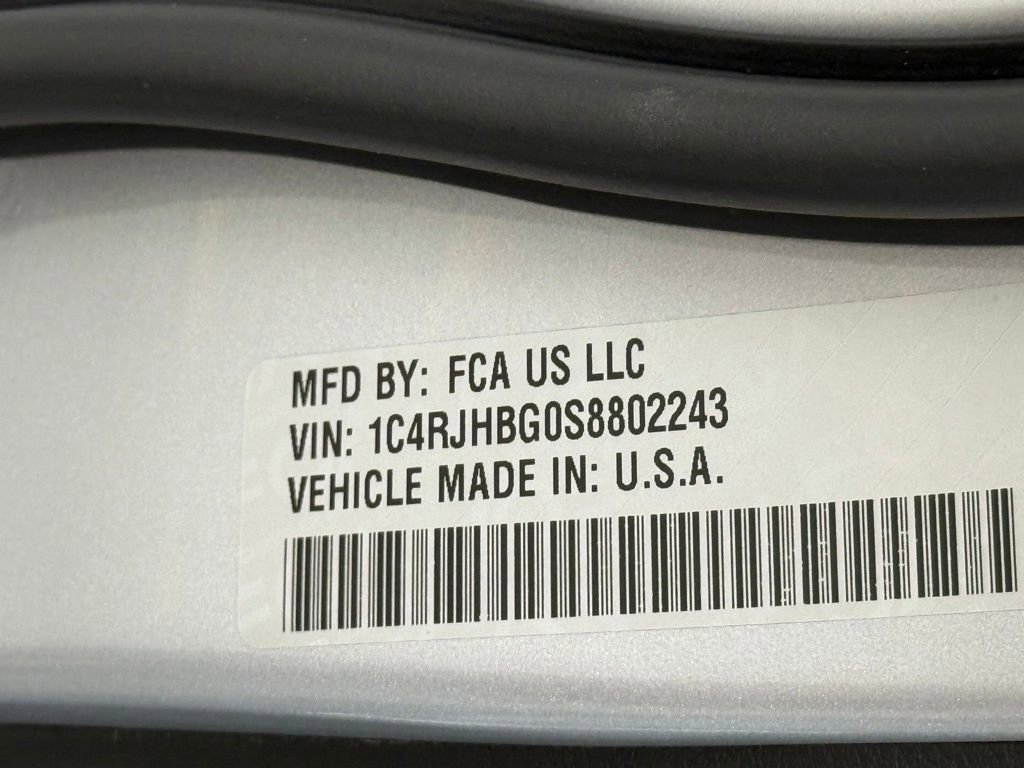 MFD BY: FCA US LLC
VIN: 1C4RJHBG0S8802243
VEHICLE MADE IN: U.S.A.